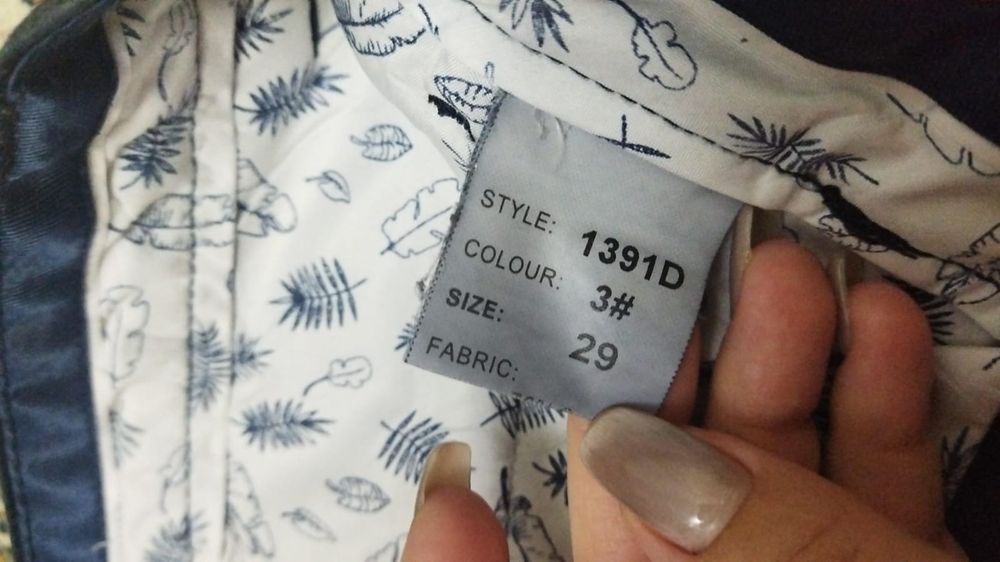 STYLE: 1391D
COLOUR: 3#
SIZE: 29
FABRIC: